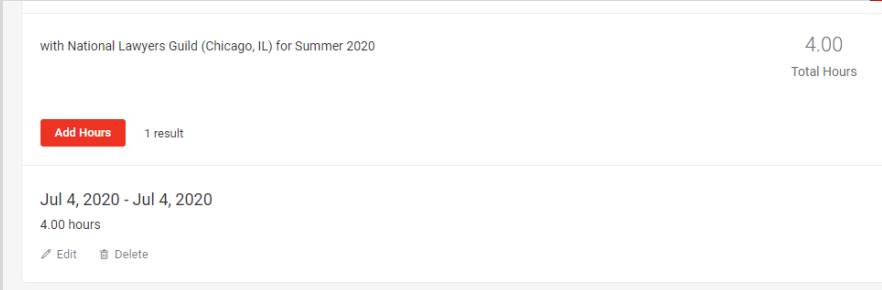 with National Lawyers Guild (Chicago, IL) for Summer 2020
4.00
Total Hours
Add Hours
1 result
Jul 4, 2020 - Jul 4, 2020
4.00 hours
Edit
Delete